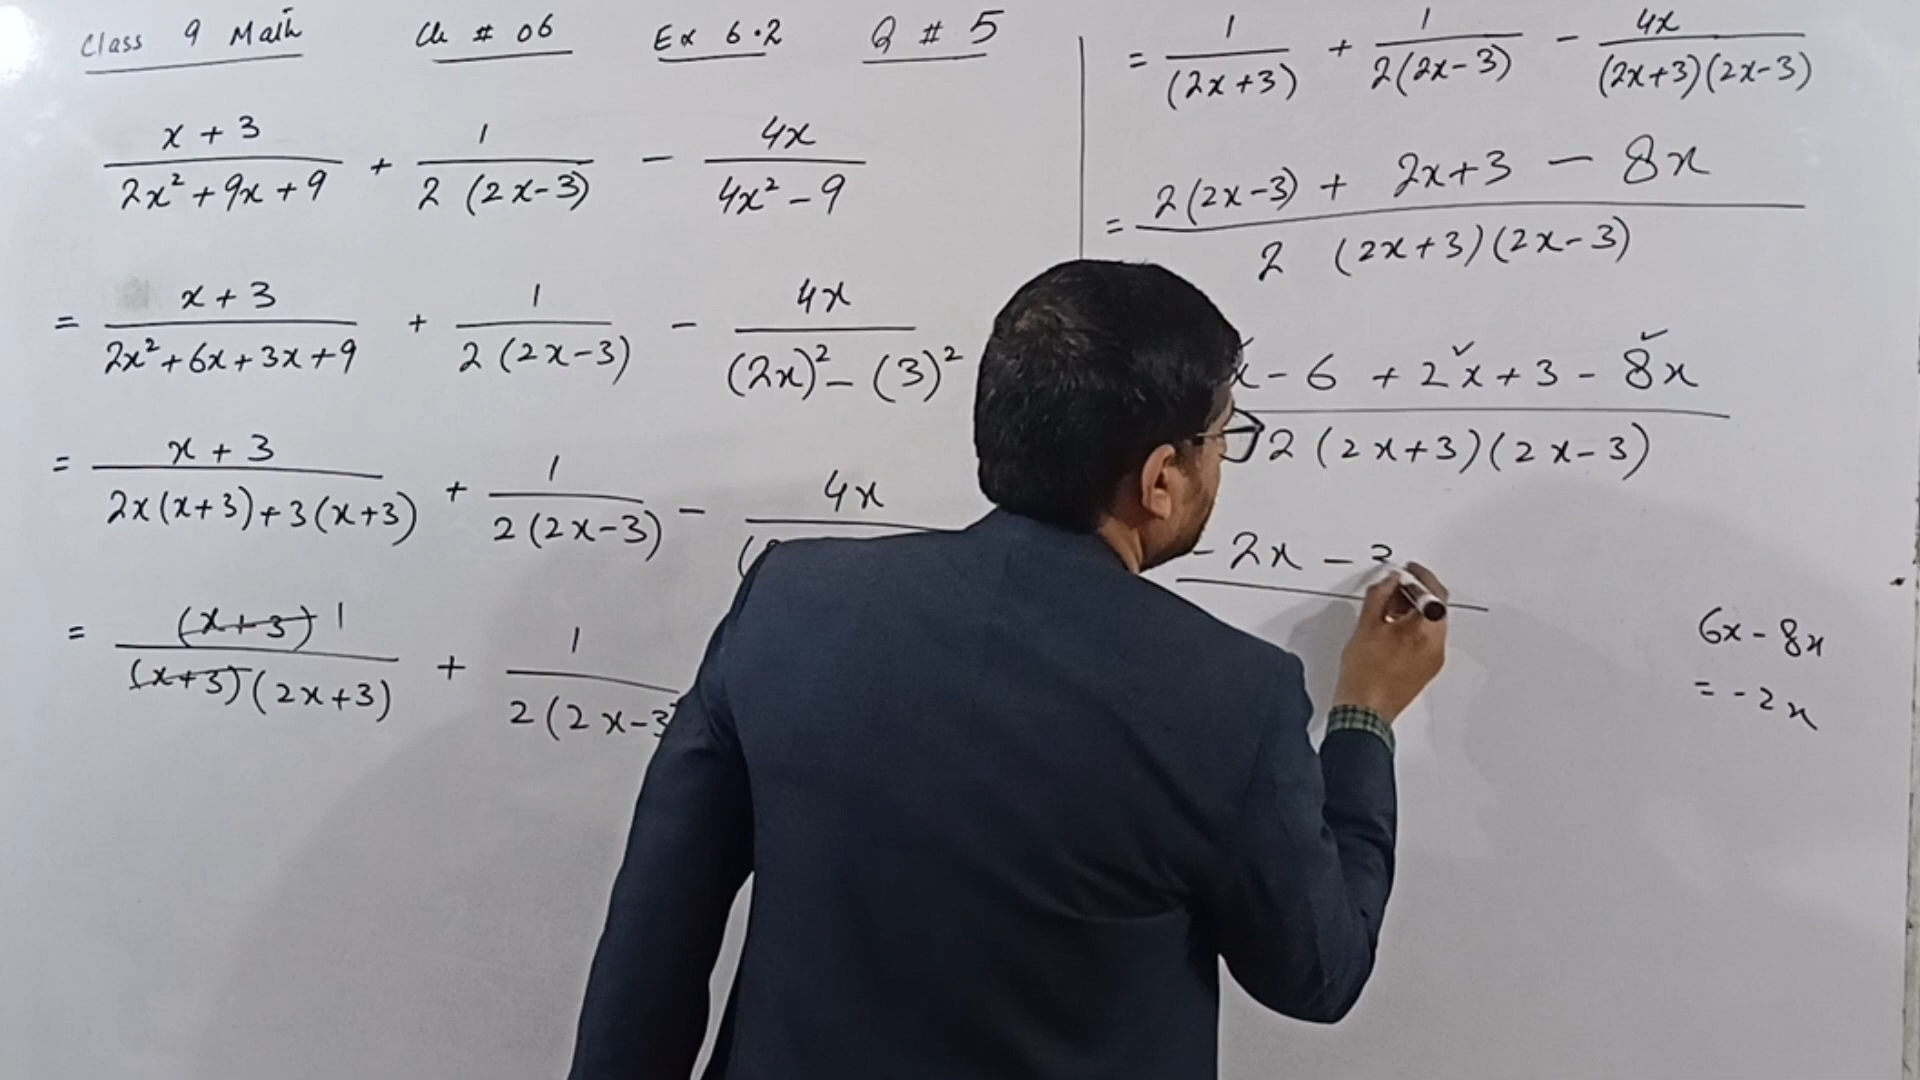 Class 9 Math Ch # 06 Ex 6.2 Q # 5
x + 3 / 2x² + 9x + 9 + 1 / 2 (2x-3) - 4x / 4x² - 9
= x + 3 / 2x² + 6x + 3x + 9 + 1 / 2 (2x-3) - 4x / (2x)² - (3)²
= x + 3 / 2x(x+3) + 3(x+3) + 1 / 2(2x-3) - 4x
= (x+3) 1 / (x+3)(2x+3) + 1 / 2(2x-3
= 1 / (2x+3) + 1 / 2(2x-3) - 4x / (2x+3)(2x-3)
= 2(2x-3) + 2x+3 - 8x / 2 (2x+3)(2x-3)
x - 6 + 2x + 3 - 8x / 2 (2x+3)(2x-3)
- 2x - 3
6x - 8x
= - 2x